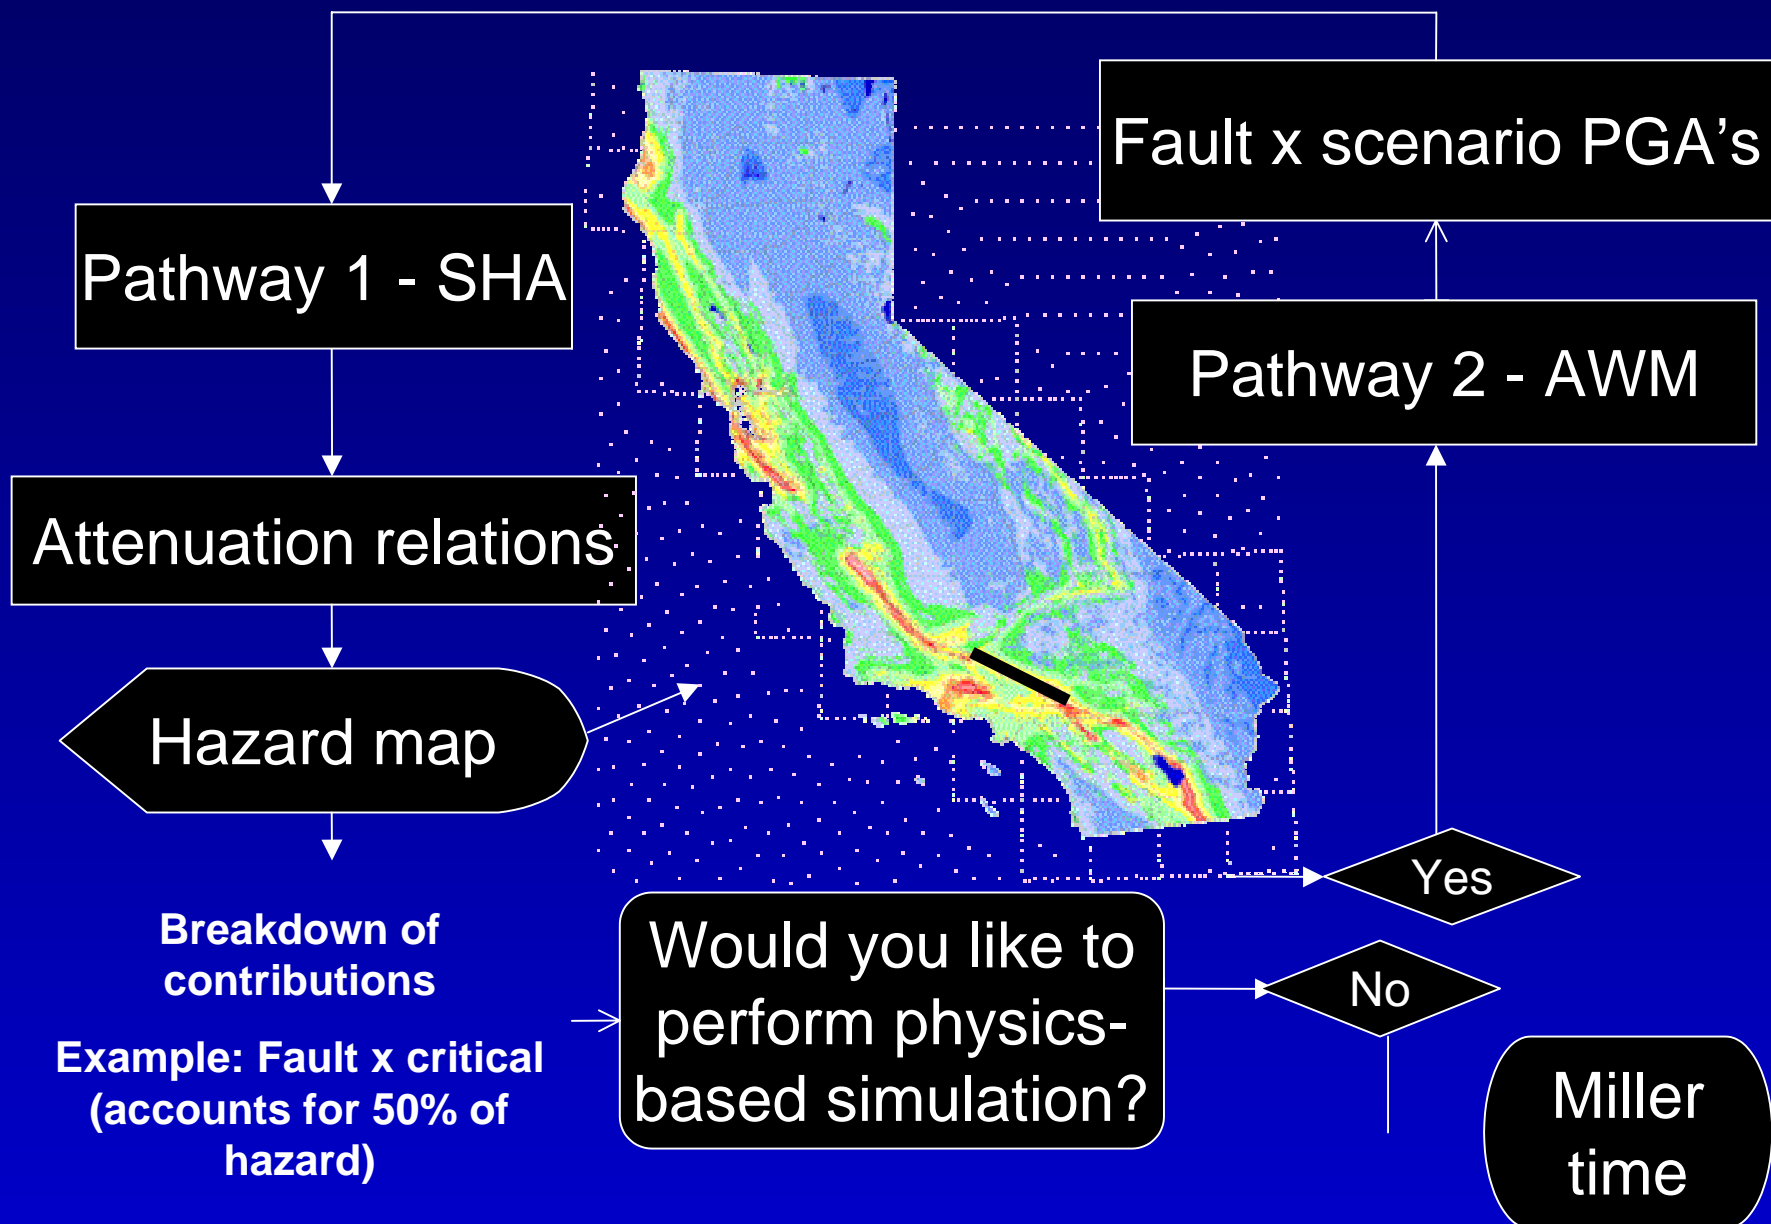 Fault x scenario PGA’s
Pathway 1 - SHA
Pathway 2 - AWM
Attenuation relations
Hazard map
Breakdown of
contributions
Example: Fault x critical
(accounts for 50% of
hazard)
Would you like to
perform physics-
based simulation?
Yes
No
Miller
time